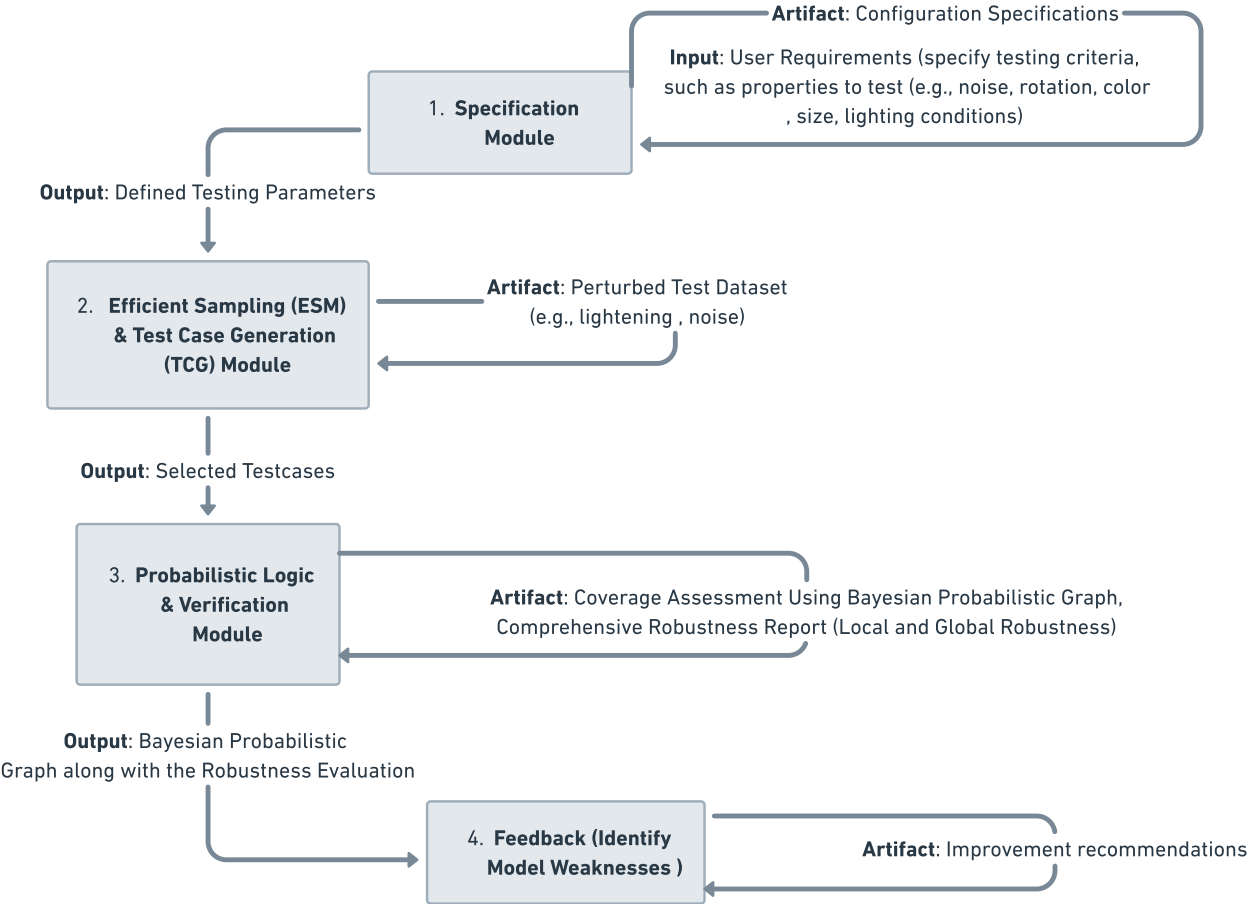 Artifact: Configuration Specifications
Input: User Requirements (specify testing criteria,
such as properties to test (e.g., noise, rotation, color
, size, lighting conditions)
1. Specification
Module
Output: Defined Testing Parameters
2. Efficient Sampling (ESM)
& Test Case Generation
(TCG) Module
Artifact: Perturbed Test Dataset
(e.g., lightening , noise)
Output: Selected Testcases
3. Probabilistic Logic
& Verification
Module
Artifact: Coverage Assessment Using Bayesian Probabilistic Graph,
Comprehensive Robustness Report (Local and Global Robustness)
Output: Bayesian Probabilistic
Graph along with the Robustness Evaluation
4. Feedback (Identify
Model Weaknesses )
Artifact: Improvement recommendations